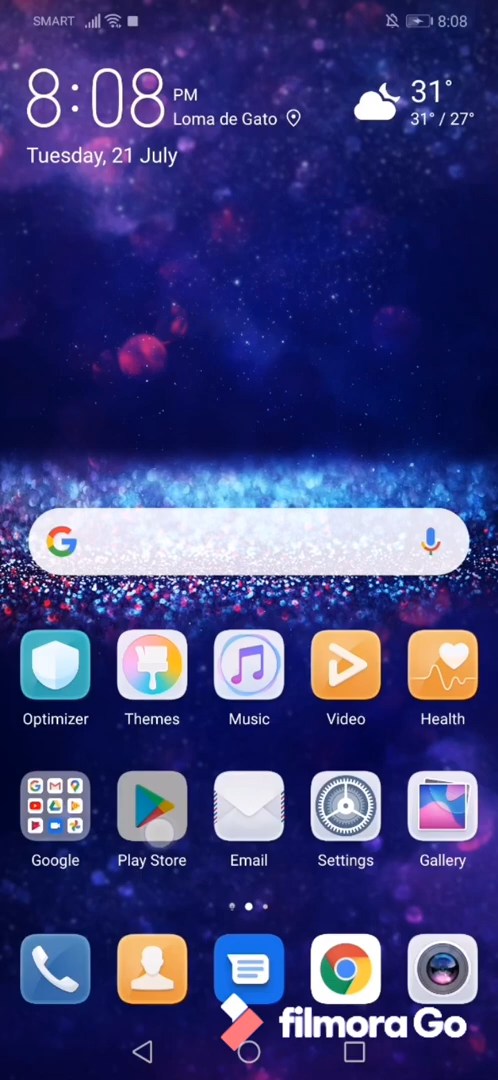 SMART 8:08
8:08 PM
Loma de Gato
Tuesday, 21 July
31°
31° / 27°
Optimizer Themes Music Video Health
Google Play Store Email Settings Gallery
filmora Go